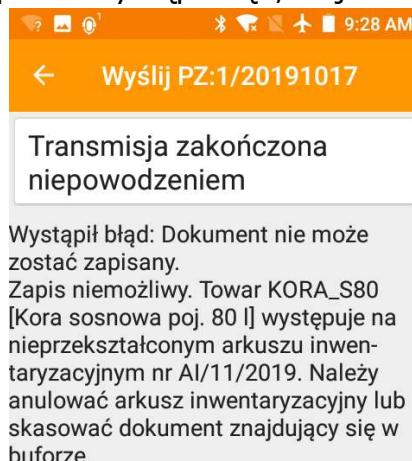 9:28 AM
Wyślij PZ:1/20191017
Transmisja zakończona
niepowodzeniem
Wystąpił błąd: Dokument nie może
zostać zapisany.
Zapis niemożliwy. Towar KORA_S80
[Kora sosnowa poj. 80 l] występuje na
nieprzekształconym arkuszu inwen-
taryzacyjnym nr AI/11/2019. Należy
anulować arkusz inwentaryzacyjny lub
skasować dokument znajdujący się w
buforze